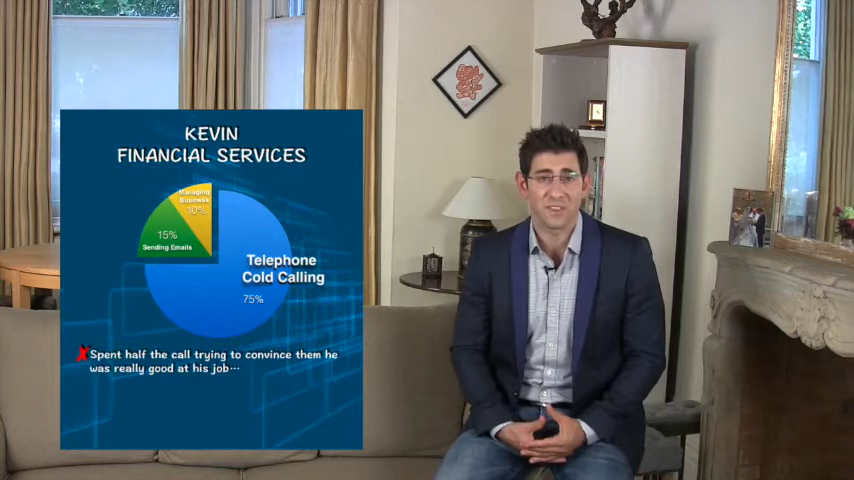 KEVIN
FINANCIAL SERVICES
Managing
Business
10%
15%
Sending Emails
Telephone
Cold Calling
75%
Spent half the call trying to convince them he
was really good at his job...